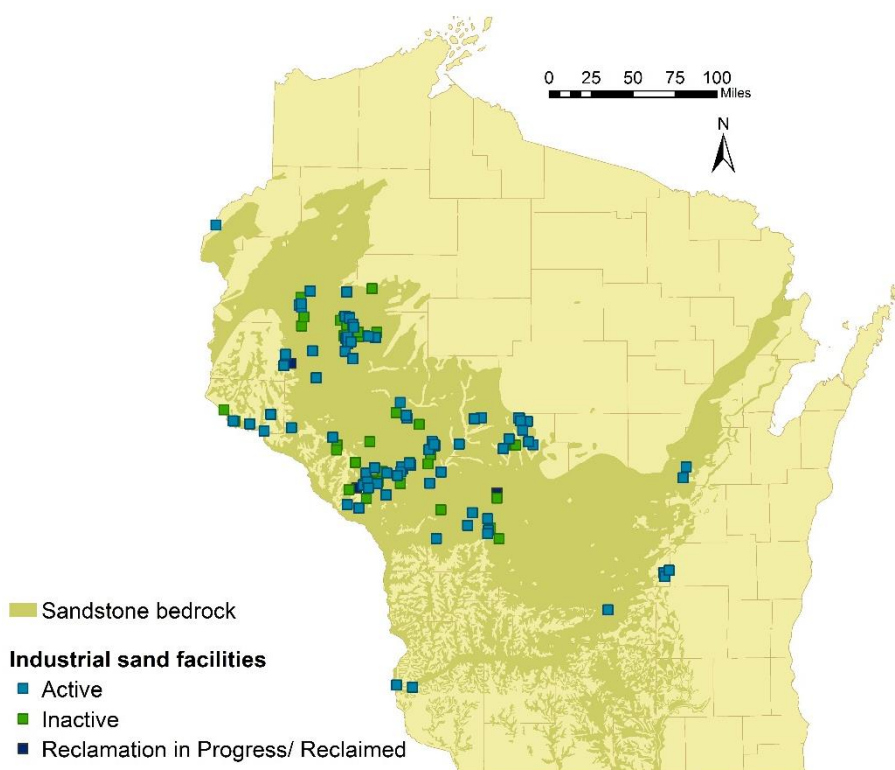 0 25 50 75 100
Miles
N
Sandstone bedrock
Industrial sand facilities
Active
Inactive
Reclamation in Progress/ Reclaimed